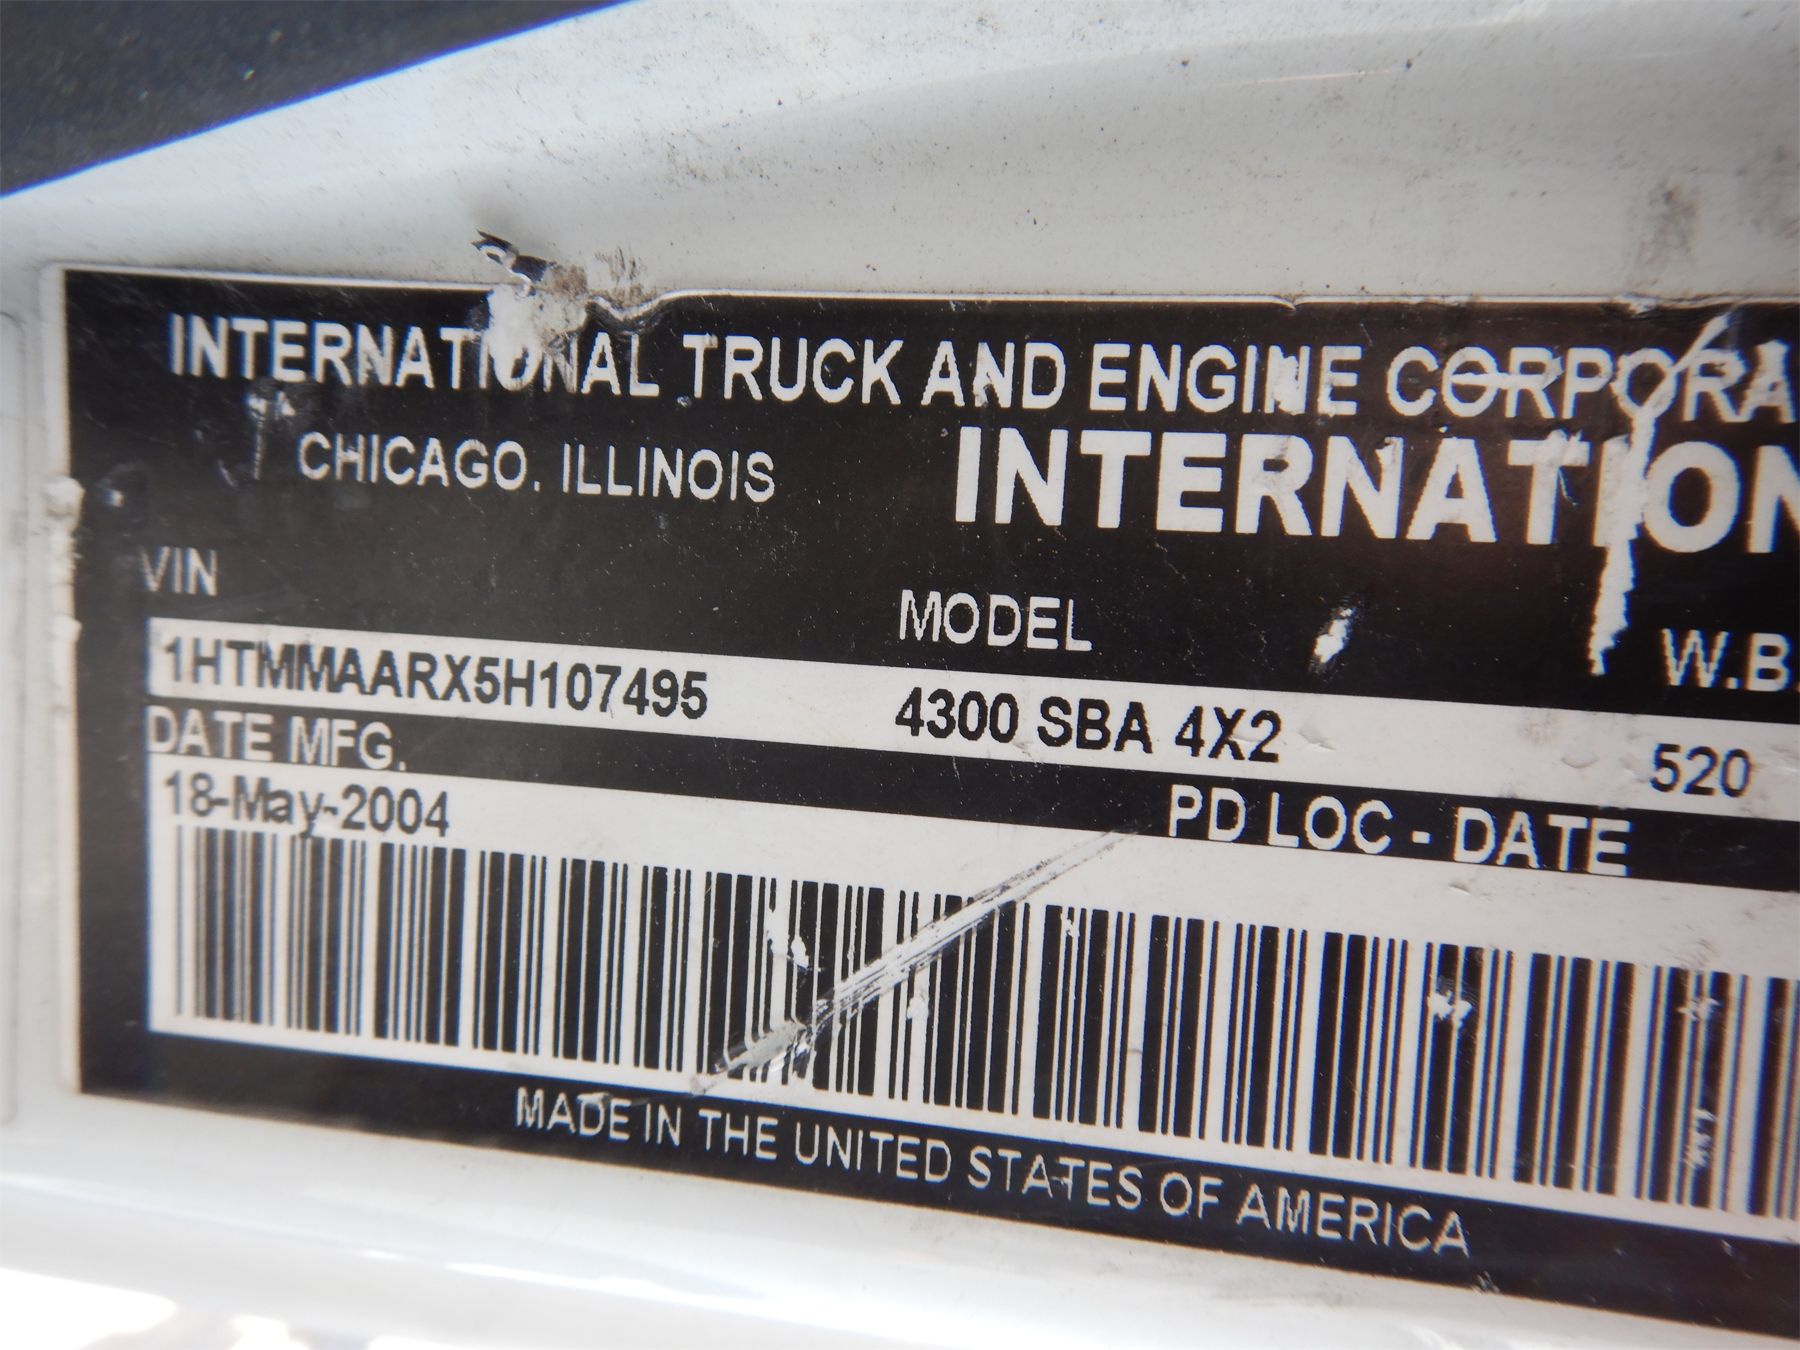 INTERNATIONAL TRUCK AND ENGINE CORPORA
CHICAGO, ILLINOIS
INTERNATION
VIN
MODEL
W.B.
1HTMMAARX5H107495
4300 SBA 4X2
520
DATE MFG.
PD LOC - DATE
18-May-2004
MADE IN THE UNITED STATES OF AMERICA